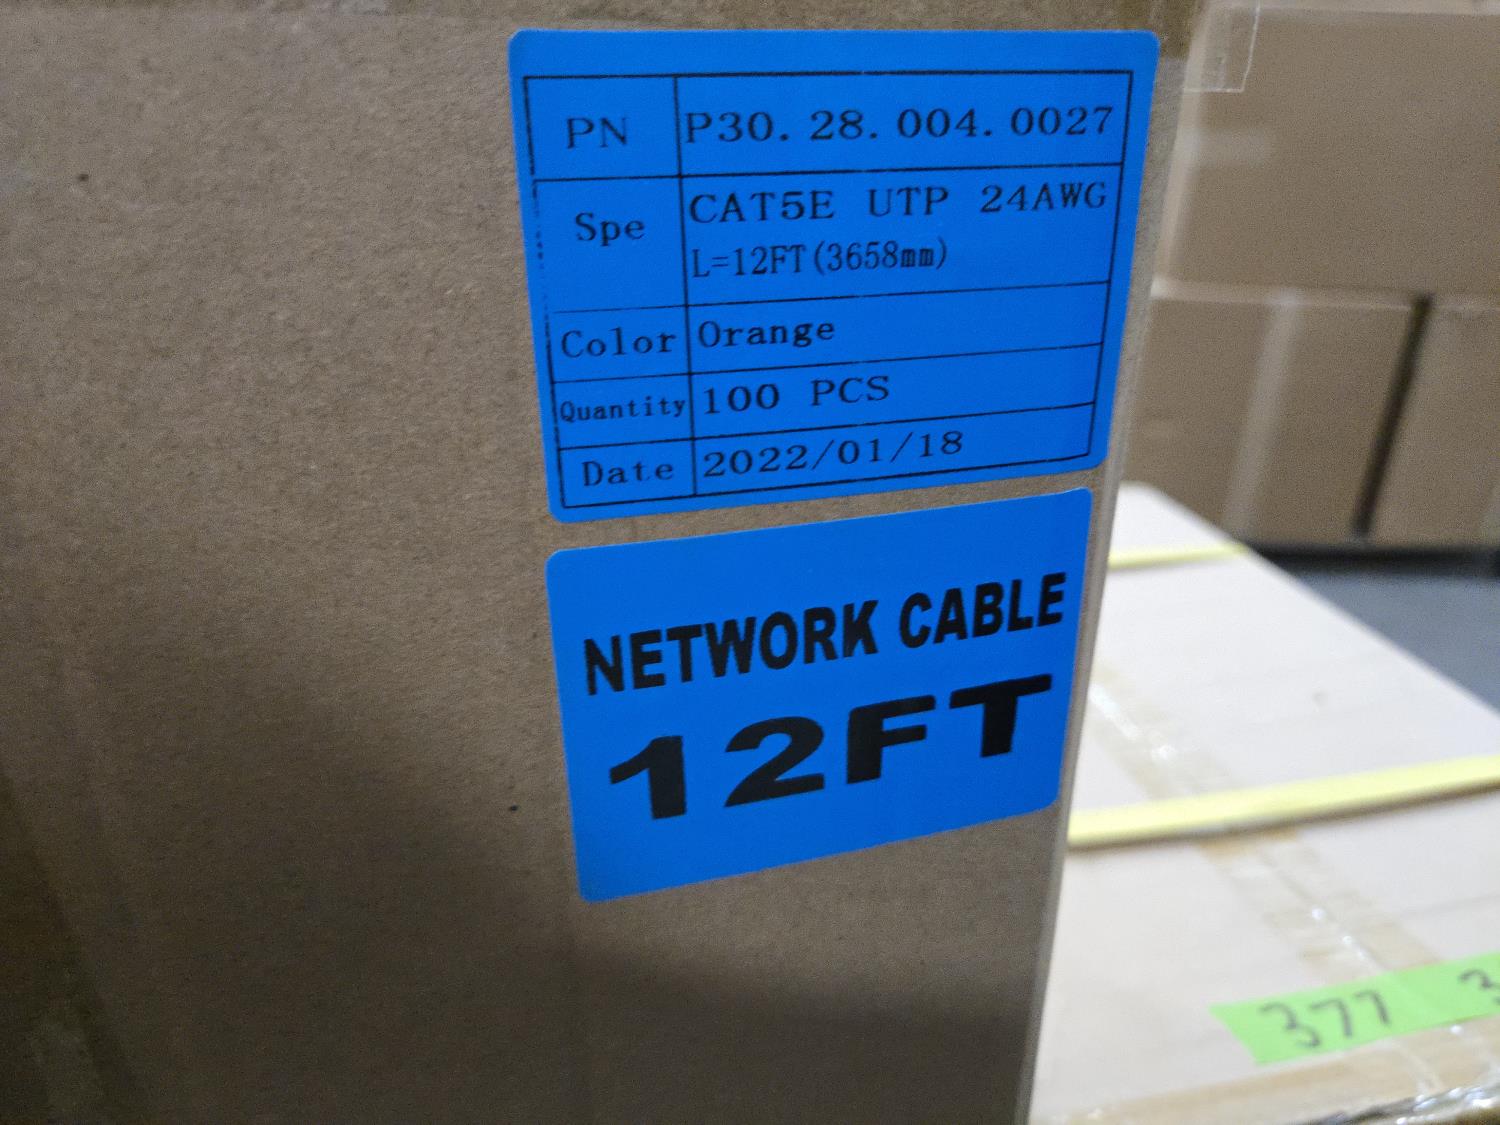 PN P30. 28. 004. 0027
Spe CAT5E UTP 24AWG
L=12FT(3658mm)
Color Orange
Quantity 100 PCS
Date 2022/01/18
NETWORK CABLE
12FT
377 3